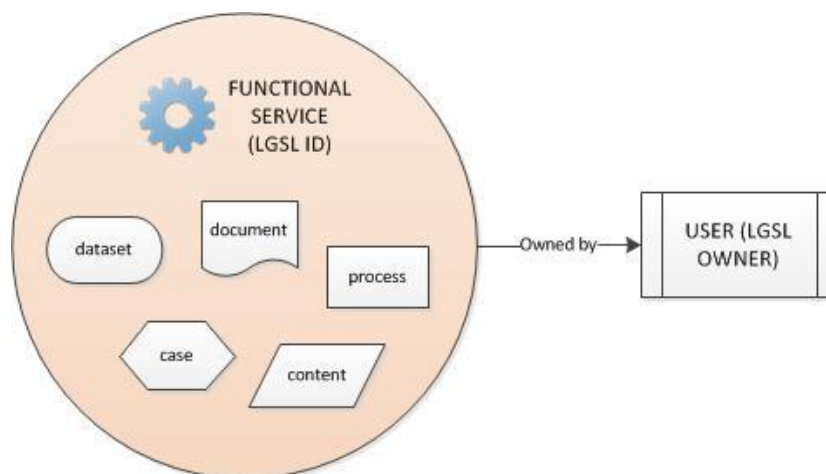 FUNCTIONAL
SERVICE
(LGSL ID)
document
dataset
process
case
content
Owned by
USER (LGSL
OWNER)